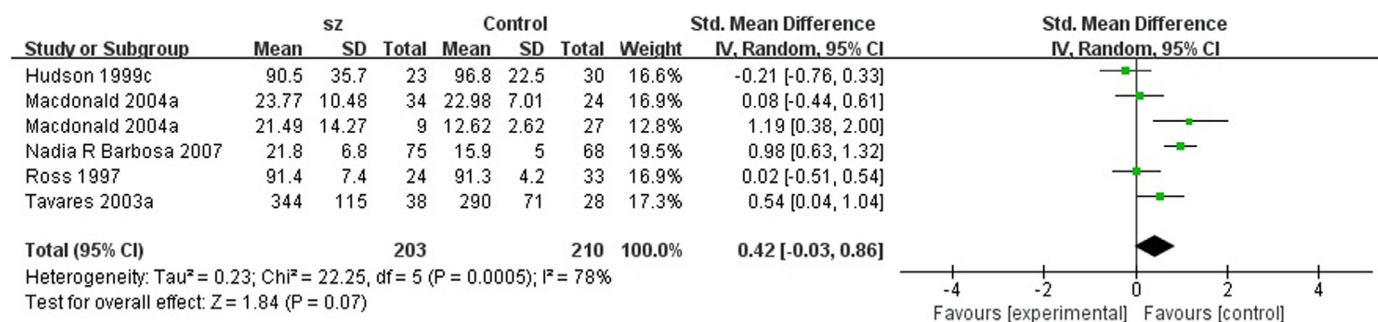 sz Control Std. Mean Difference Std. Mean Difference
Study or Subgroup Mean SD Total Mean SD Total Weight IV, Random, 95% CI IV, Random, 95% CI
Hudson 1999c 90.5 35.7 23 96.8 22.5 30 16.6% -0.21 [-0.76, 0.33]
Macdonald 2004a 23.77 10.48 34 22.98 7.01 24 16.9% 0.08 [-0.44, 0.61]
Macdonald 2004a 21.49 14.27 9 12.62 2.62 27 12.8% 1.19 [0.38, 2.00]
Nadia R Barbosa 2007 21.8 6.8 75 15.9 5 68 19.5% 0.98 [0.63, 1.32]
Ross 1997 91.4 7.4 24 91.3 4.2 33 16.9% 0.02 [-0.51, 0.54]
Tavares 2003a 344 115 38 290 71 28 17.3% 0.54 [0.04, 1.04]
Total (95% CI) 203 210 100.0% 0.42 [-0.03, 0.86]
Heterogeneity: Tau² = 0.23; Chi² = 22.25, df = 5 (P = 0.0005); I² = 78%
Test for overall effect: Z = 1.84 (P = 0.07)
-4 -2 0 2 4
Favours [experimental] Favours [control]